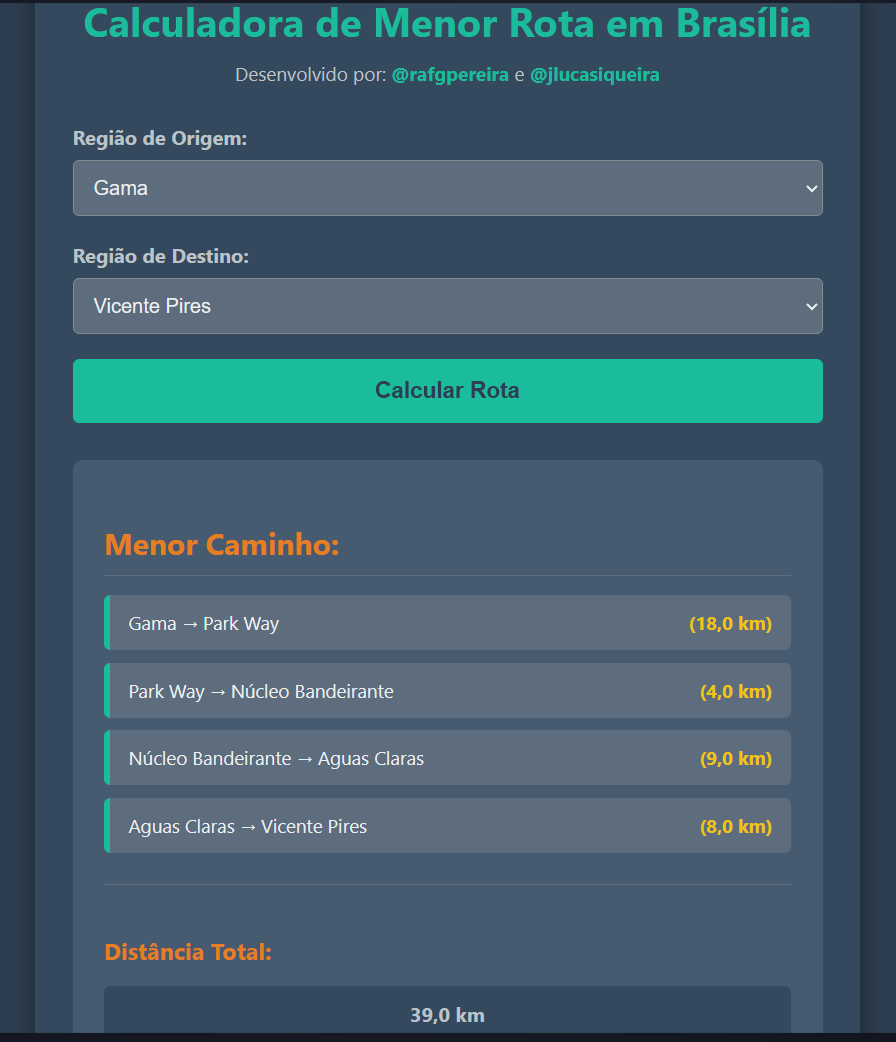 Calculadora de Menor Rota em Brasília
Desenvolvido por: @rafgpereira e @jlucasiqueira
Região de Origem:
Gama
Região de Destino:
Vicente Pires
Calcular Rota
Menor Caminho:
Gama → Park Way (18,0 km)
Park Way → Núcleo Bandeirante (4,0 km)
Núcleo Bandeirante → Aguas Claras (9,0 km)
Aguas Claras → Vicente Pires (8,0 km)
Distância Total:
39,0 km